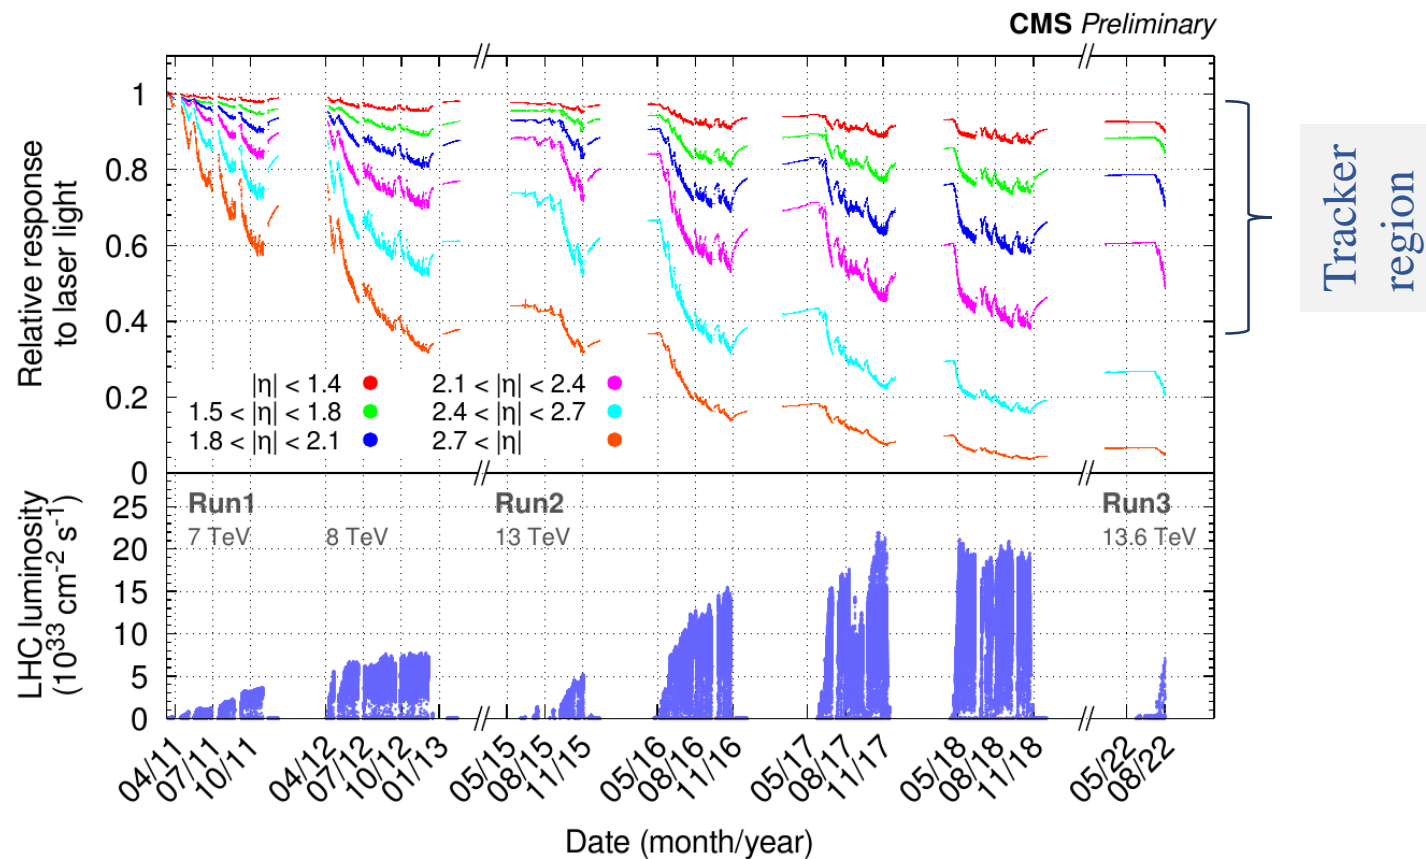 CMS Preliminary
Relative response
to laser light
1
0.8
0.6
0.4
0.2
0
|η| < 1.4
1.5 < |η| < 1.8
1.8 < |η| < 2.1
2.1 < |η| < 2.4
2.4 < |η| < 2.7
2.7 < |η|
Tracker
region
LHC luminosity
(10³³ cm⁻² s⁻¹)
25
20
15
10
5
0
Run1
7 TeV
8 TeV
Run2
13 TeV
Run3
13.6 TeV
04/11
07/11
10/11
04/12
07/12
10/12
01/13
05/15
08/15
11/15
05/16
08/16
11/16
05/17
08/17
11/17
05/18
08/18
11/18
05/22
08/22
Date (month/year)